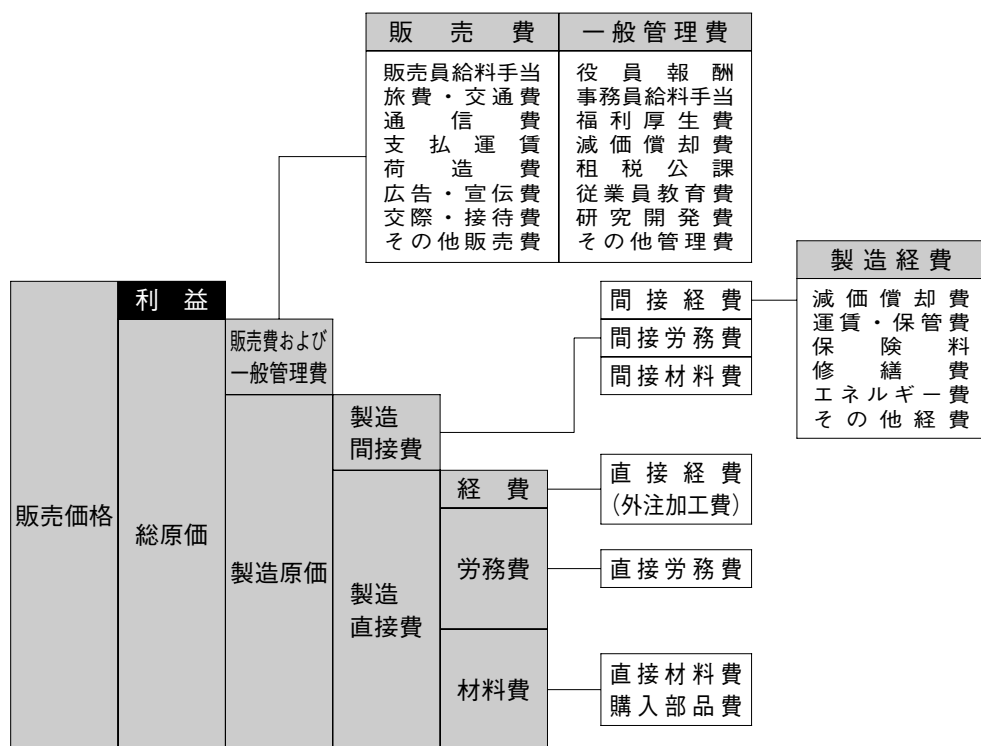 販売費
販売員給料手当
旅費・交通費
通信費
支払運賃
荷造費
広告・宣伝費
交際・接待費
その他販売費
一般管理費
役員報酬
事務員給料手当
福利厚生費
減価償却費
租税公課
従業員教育費
研究開発費
その他管理費
製造経費
減価償却費
運賃・保管費
保険料
修繕費
エネルギー費
その他経費
間接経費
間接労務費
間接材料費
利益
販売費および
一般管理費
製造
間接費
販売価格
総原価
製造原価
製造
直接費
経費
労務費
材料費
直接経費
(外注加工費)
直接労務費
直接材料費
購入部品費